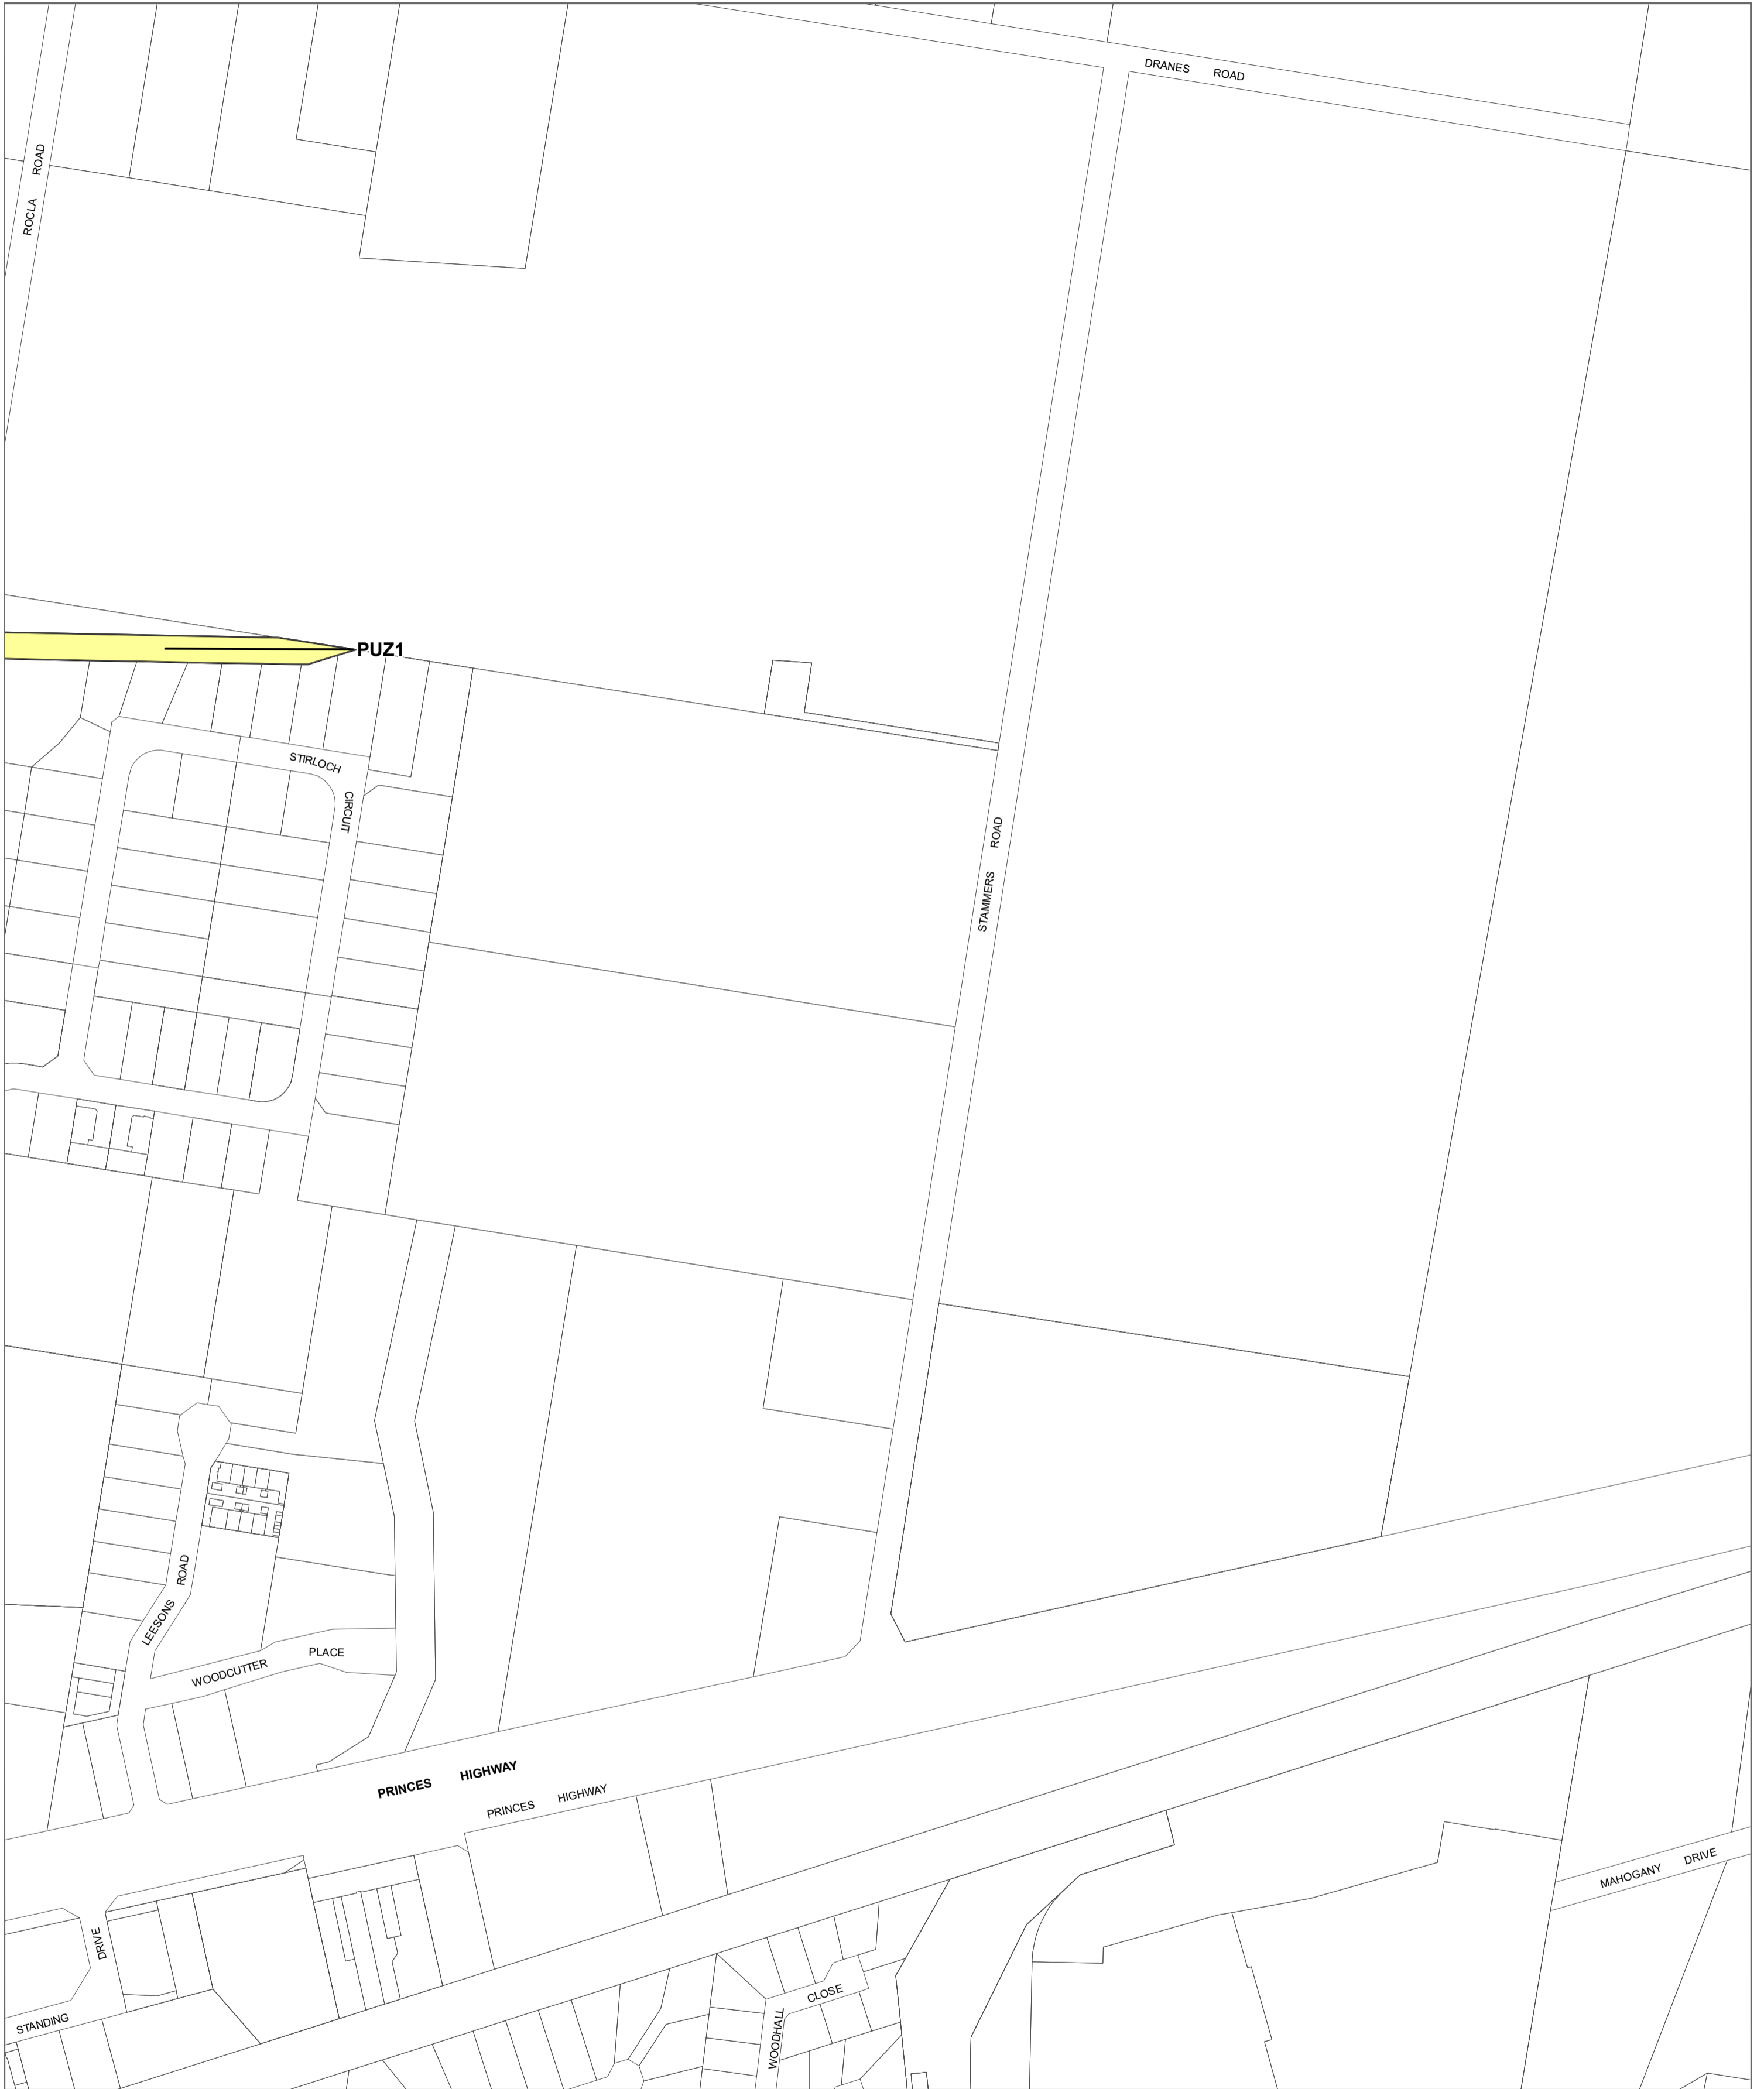 DRANES ROAD
ROCLA ROAD
PUZ1
STIRLOCH
CIRCUIT
STAMMERS ROAD
LEESONS ROAD
WOODCUTTER PLACE
PRINCES HIGHWAY
PRINCES HIGHWAY
MAHOGANY DRIVE
DRIVE
STANDING
CLOSE
WOODHALL